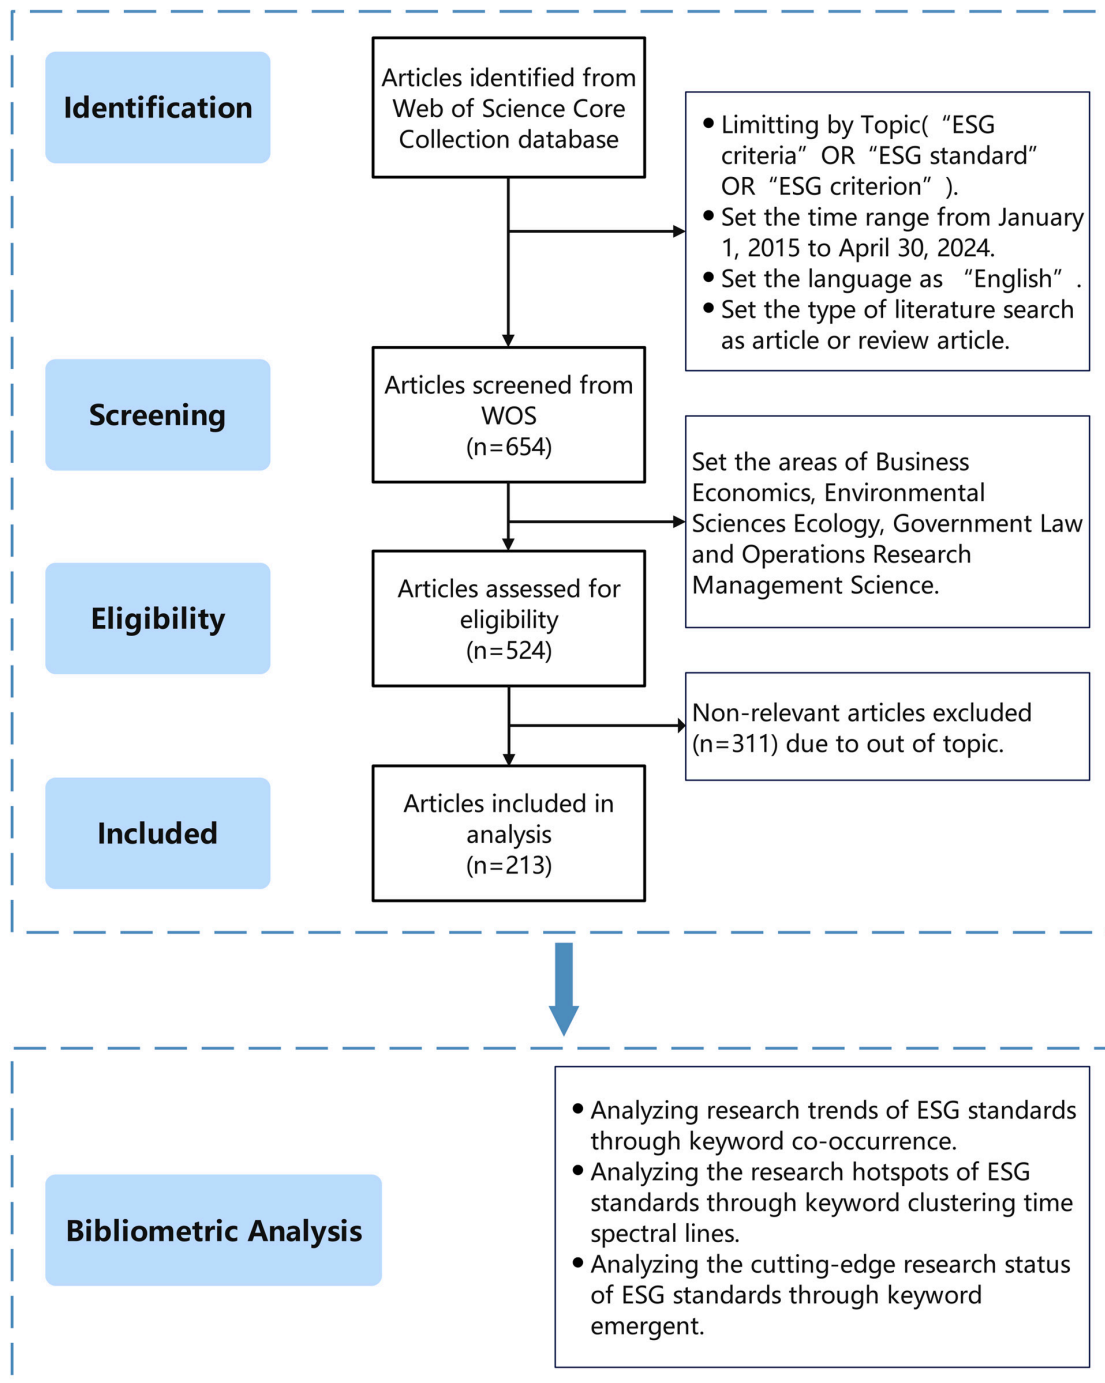 Identification
Articles identified from
Web of Science Core
Collection database
• Limitting by Topic( “ESG
criteria” OR “ESG standard”
OR “ESG criterion” ).
• Set the time range from January
1, 2015 to April 30, 2024.
• Set the language as “English” .
• Set the type of literature search
as article or review article.
Screening
Articles screened from
WOS
(n=654)
Set the areas of Business
Economics, Environmental
Sciences Ecology, Government Law
and Operations Research
Management Science.
Eligibility
Articles assessed for
eligibility
(n=524)
Non-relevant articles excluded
(n=311) due to out of topic.
Included
Articles included in
analysis
(n=213)
Bibliometric Analysis
• Analyzing research trends of ESG standards
through keyword co-occurrence.
• Analyzing the research hotspots of ESG
standards through keyword clustering time
spectral lines.
• Analyzing the cutting-edge research status
of ESG standards through keyword
emergent.